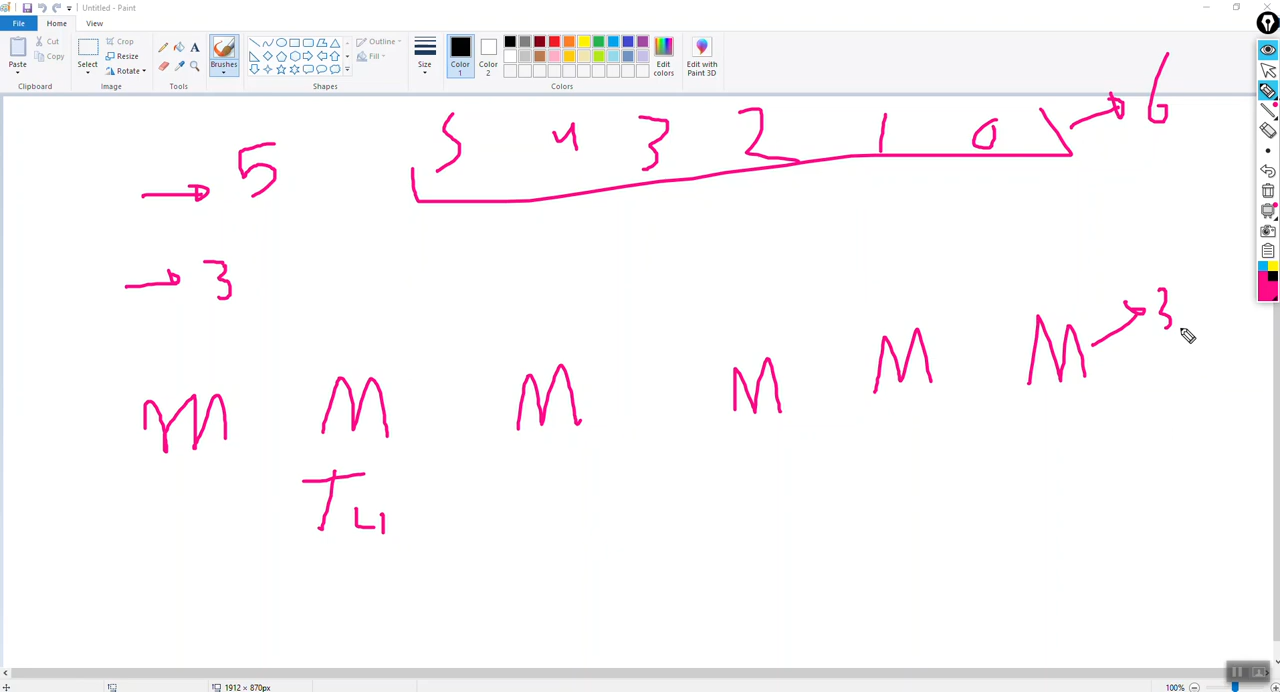 Untitled - Paint
File Home View
Paste Cut Copy Clipboard
Select Crop Resize Rotate Image
Tools
Brushes
Shapes Outline Fill
Size
Color 1 Color 2 Edit colors Colors
Edit with Paint 3D
5 4 3 2 1 0 6
5
3
3
M M M M M M
T4
1912 × 870px 100%